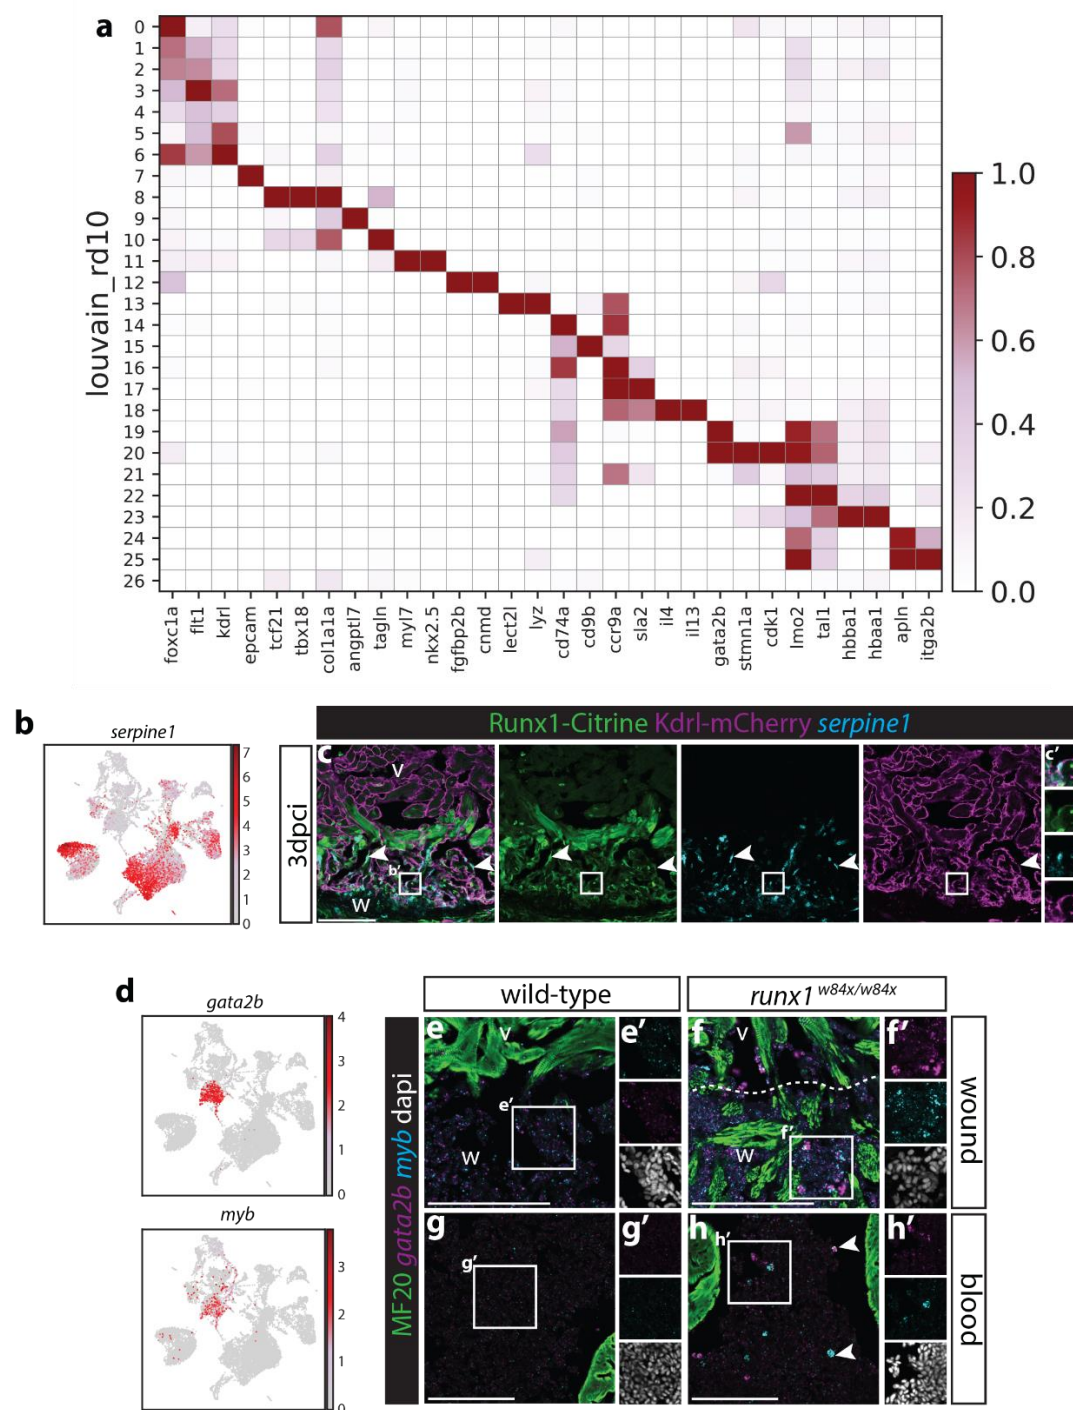 a
louvain_rd10
0
1
2
3
4
5
6
7
8
9
10
11
12
13
14
15
16
17
18
19
20
21
22
23
24
25
26
foxc1a
flt1
kdrl
epcam
tcf21
tbx18
col1a1a
angptl7
tagln
myl7
nkx2.5
fgfbp2b
cnmd
lect2l
lyz
cd74a
cd9b
ccr9a
sla2
il4
il13
gata2b
stmn1a
cdk1
lmo2
tal1
hbba1
hbaa1
apln
itga2b
1.0
0.8
0.6
0.4
0.2
0.0
b
serpine1
7
6
5
4
3
2
1
0
Runx1-Citrine Kdrl-mCherry serpine1
3dpci
c
V
b'
W
c'
d
gata2b
4
3
2
1
0
myb
3
2
1
0
wild-type
runx1 w84x/w84x
MF20 gata2b myb dapi
e
V
e'
W
e'
f
V
f'
W
f'
wound
g
g'
g'
h
h'
h'
blood